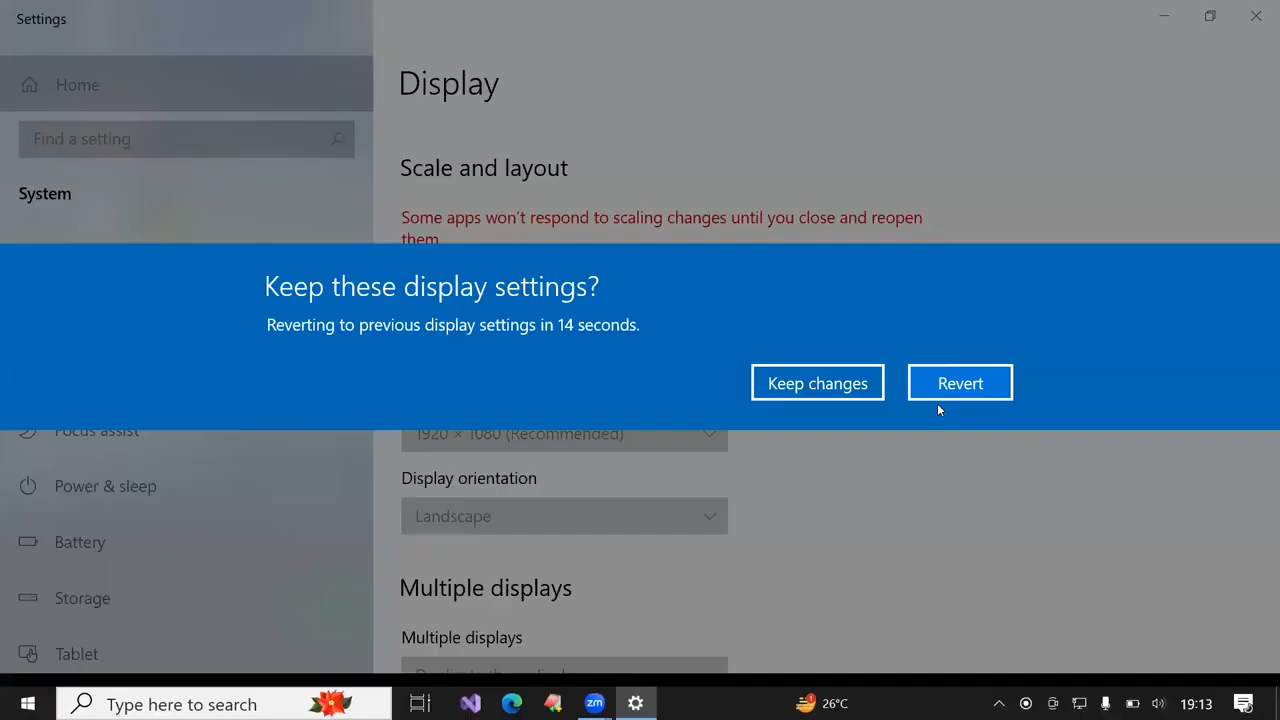 Settings
Home
Find a setting
System
Display
Scale and layout
Some apps won't respond to scaling changes until you close and reopen
them
Keep these display settings?
Reverting to previous display settings in 14 seconds.
Keep changes
Revert
Focus assist
1920 × 1080 (Recommended)
Display orientation
Power & sleep
Landscape
Battery
Multiple displays
Storage
Multiple displays
Tablet
Type here to search
zm
26°C
19:13